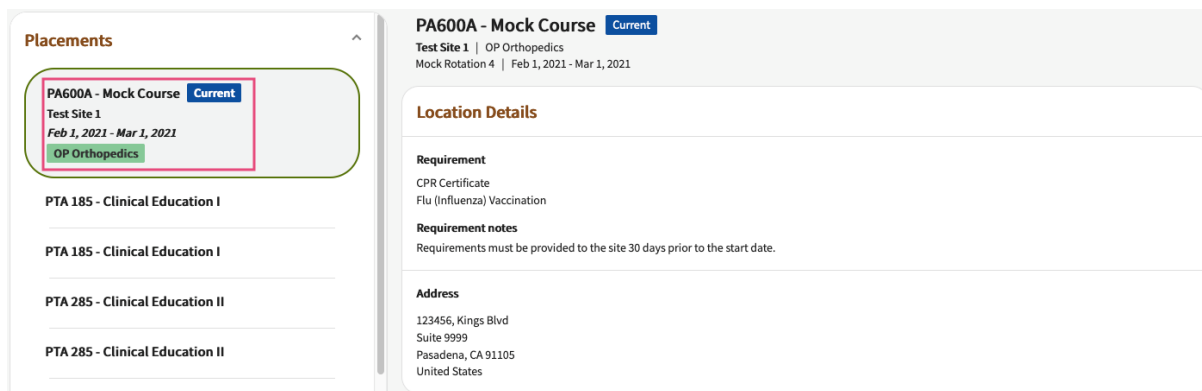 Placements
PA600A - Mock Course Current
Test Site 1
Feb 1, 2021 - Mar 1, 2021
OP Orthopedics
PTA 185 - Clinical Education I
PTA 185 - Clinical Education I
PTA 285 - Clinical Education II
PTA 285 - Clinical Education II
PA600A - Mock Course Current
Test Site 1 | OP Orthopedics
Mock Rotation 4 | Feb 1, 2021 - Mar 1, 2021
Location Details
Requirement
CPR Certificate
Flu (Influenza) Vaccination
Requirement notes
Requirements must be provided to the site 30 days prior to the start date.
Address
123456, Kings Blvd
Suite 9999
Pasadena, CA 91105
United States